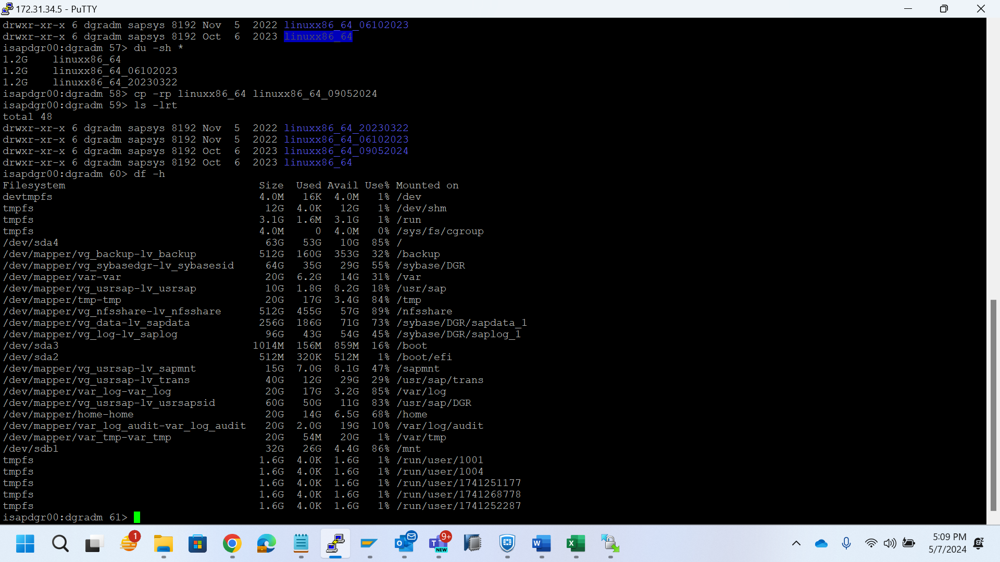 172.31.34.5 - PuTTY
drwxr-xr-x 6 dgradm sapsys 8192 Nov  5  2022 linuxx86_64_06102023
drwxr-xr-x 6 dgradm sapsys 8192 Oct  6  2023 linuxx86_64
isapdgr00:dgradm 57> du -sh *
1.2G    linuxx86_64
1.2G    linuxx86_64_06102023
1.2G    linuxx86_64_20230322
isapdgr00:dgradm 58> cp -rp linuxx86_64 linuxx86_64_09052024
isapdgr00:dgradm 59> ls -lrt
total 48
drwxr-xr-x 6 dgradm sapsys 8192 Nov  5  2022 linuxx86_64_20230322
drwxr-xr-x 6 dgradm sapsys 8192 Nov  5  2022 linuxx86_64_06102023
drwxr-xr-x 6 dgradm sapsys 8192 Oct  6  2023 linuxx86_64_09052024
drwxr-xr-x 6 dgradm sapsys 8192 Oct  6  2023 linuxx86_64
isapdgr00:dgradm 60> df -h
Filesystem                               Size  Used Avail Use% Mounted on
devtmpfs                                 4.0M   16K  4.0M   1% /dev
tmpfs                                     12G  4.0K   12G   1% /dev/shm
tmpfs                                    3.1G  1.6M  3.1G   1% /run
tmpfs                                    4.0M     0  4.0M   0% /sys/fs/cgroup
/dev/sda4                                 63G   53G   10G  85% /
/dev/mapper/vg_backup-lv_backup          512G  160G  353G  32% /backup
/dev/mapper/vg_sybasedgr-lv_sybasesid     64G   35G   29G  55% /sybase/DGR
/dev/mapper/var-var                       20G  6.2G   14G  31% /var
/dev/mapper/vg_usrsap-lv_usrsap           10G  1.8G  8.2G  18% /usr/sap
/dev/mapper/tmp-tmp                       20G   17G  3.4G  84% /tmp
/dev/mapper/vg_nfsshare-lv_nfsshare      512G  455G   57G  89% /nfsshare
/dev/mapper/vg_data-lv_sapdata           256G  186G   71G  73% /sybase/DGR/sapdata_1
/dev/mapper/vg_log-lv_saplog              96G   43G   54G  45% /sybase/DGR/saplog_1
/dev/sda3                               1014M  156M  859M  16% /boot
/dev/sda2                                512M  320K  512M   1% /boot/efi
/dev/mapper/vg_usrsap-lv_sapmnt           15G  7.0G  8.1G  47% /sapmnt
/dev/mapper/vg_usrsap-lv_trans            40G   12G   29G  29% /usr/sap/trans
/dev/mapper/var_log-var_log               20G   17G  3.2G  85% /var/log
/dev/mapper/vg_usrsap-lv_usrsapsid        60G   50G   11G  83% /usr/sap/DGR
/dev/mapper/home-home                     20G   14G  6.5G  68% /home
/dev/mapper/var_log_audit-var_log_audit   20G  2.0G   19G  10% /var/log/audit
/dev/mapper/var_tmp-var_tmp               20G   54M   20G   1% /var/tmp
/dev/sdb1                                 32G   26G  4.4G  86% /mnt
tmpfs                                    1.6G  4.0K  1.6G   1% /run/user/1001
tmpfs                                    1.6G  4.0K  1.6G   1% /run/user/1004
tmpfs                                    1.6G  4.0K  1.6G   1% /run/user/1741251177
tmpfs                                    1.6G  4.0K  1.6G   1% /run/user/1741268778
tmpfs                                    1.6G  4.0K  1.6G   1% /run/user/1741252287
isapdgr00:dgradm 61>
1
9+
NEW
5:09 PM
5/7/2024